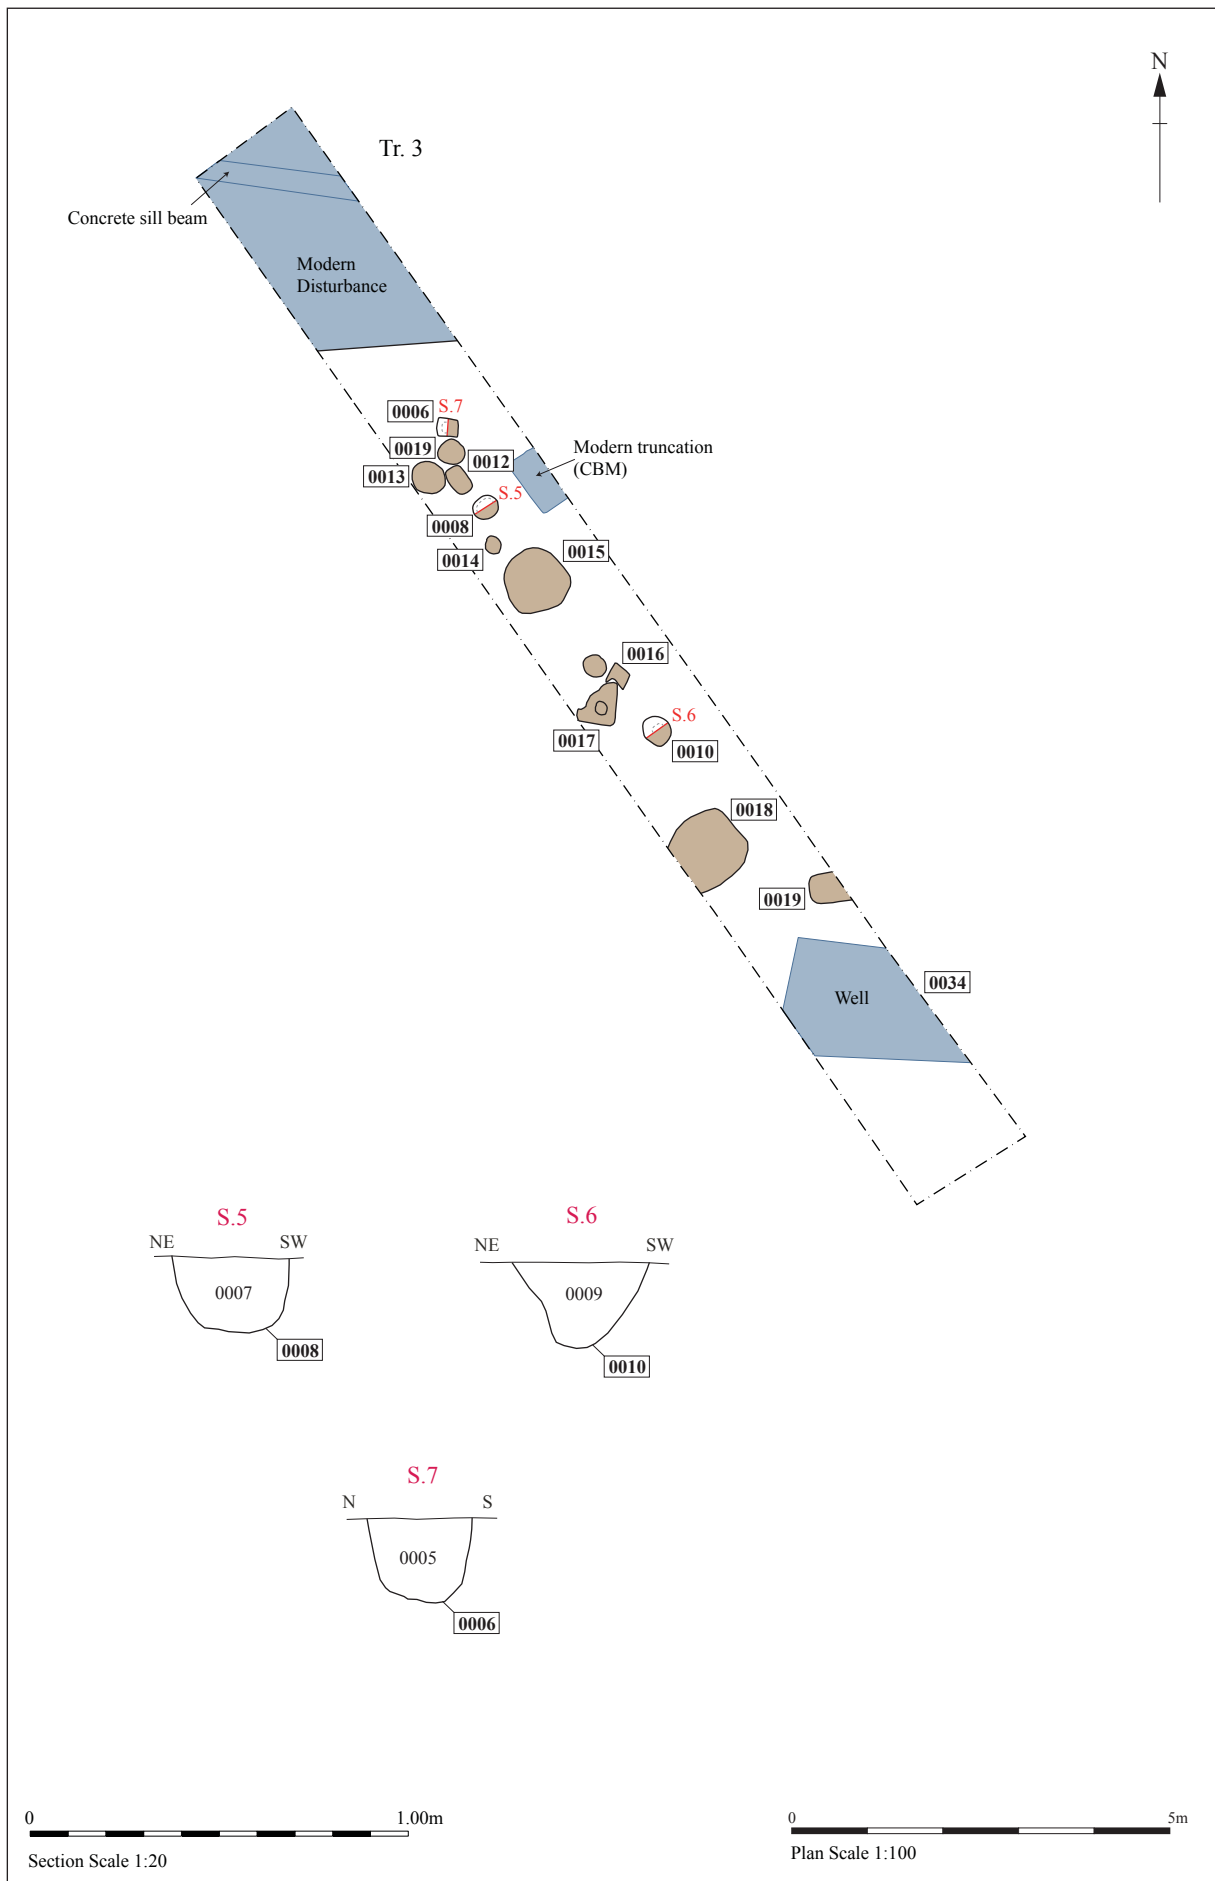 N
Tr. 3
Concrete sill beam
Modern
Disturbance
0006
S.7
0019
0012
0013
Modern truncation
(CBM)
S.5
0008
0014
0015
0016
S.6
0017
0010
0018
0019
0034
Well
S.5
NE SW
0007
0008
S.6
NE SW
0009
0010
S.7
N S
0005
0006
0 1.00m
Section Scale 1:20
0 5m
Plan Scale 1:100